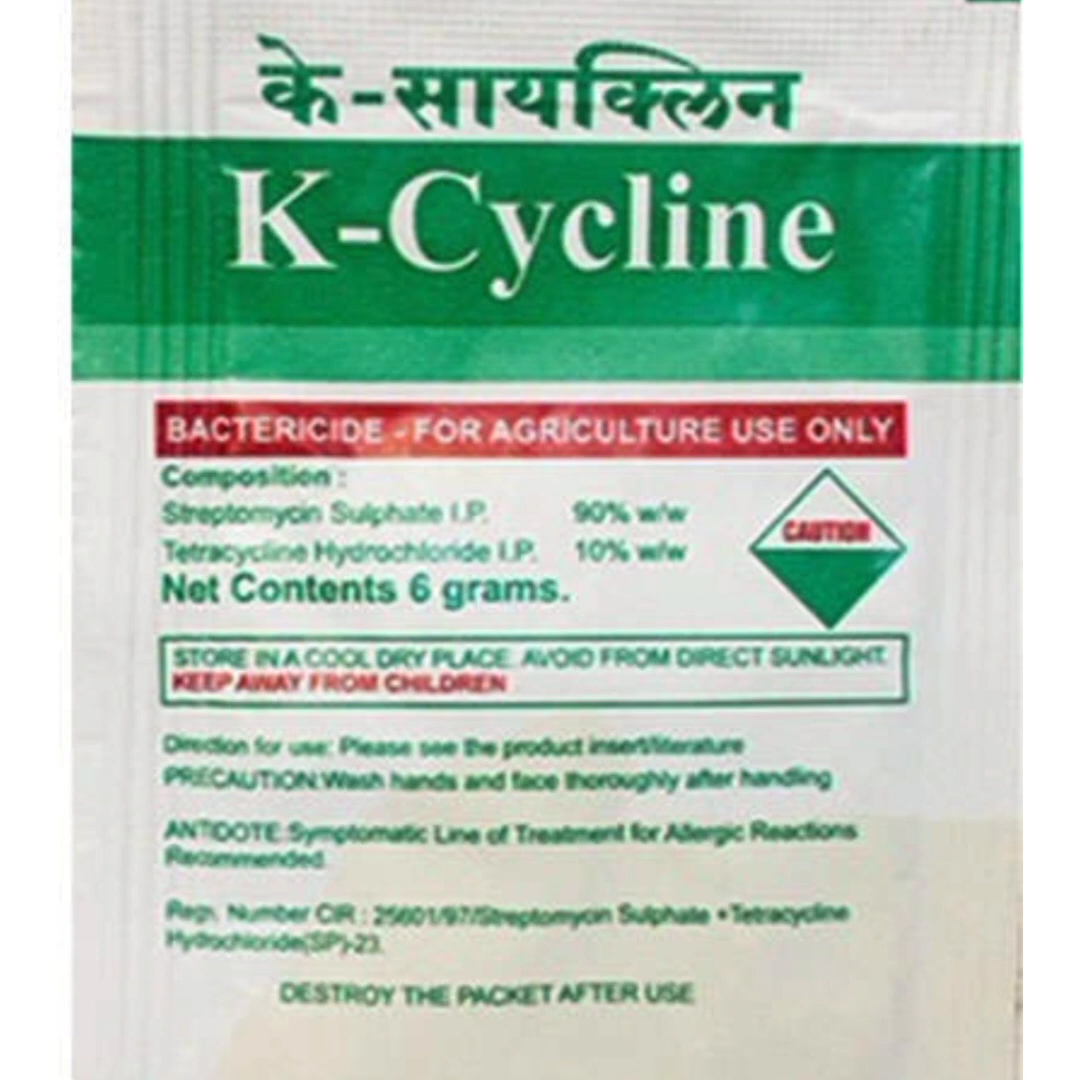 के-सायक्लिन
K-Cycline
BACTERICIDE - FOR AGRICULTURE USE ONLY
Composition :
Streptomycin Sulphate I.P. 90% w/w
Tetracycline Hydrochloride I.P. 10% w/w
CAUTION
Net Contents 6 grams.
STORE IN A COOL DRY PLACE. AVOID FROM DIRECT SUNLIGHT.
KEEP AWAY FROM CHILDREN
Direction for use: Please see the product insert/literature
PRECAUTION:Wash hands and face thoroughly after handling
ANTIDOTE:Symptomatic Line of Treatment for Allergic Reactions
Recommended.
Regn. Number CIR : 25601/97/Streptomycin Sulphate +Tetracycline
Hydrochloride(SP)-23.
DESTROY THE PACKET AFTER USE